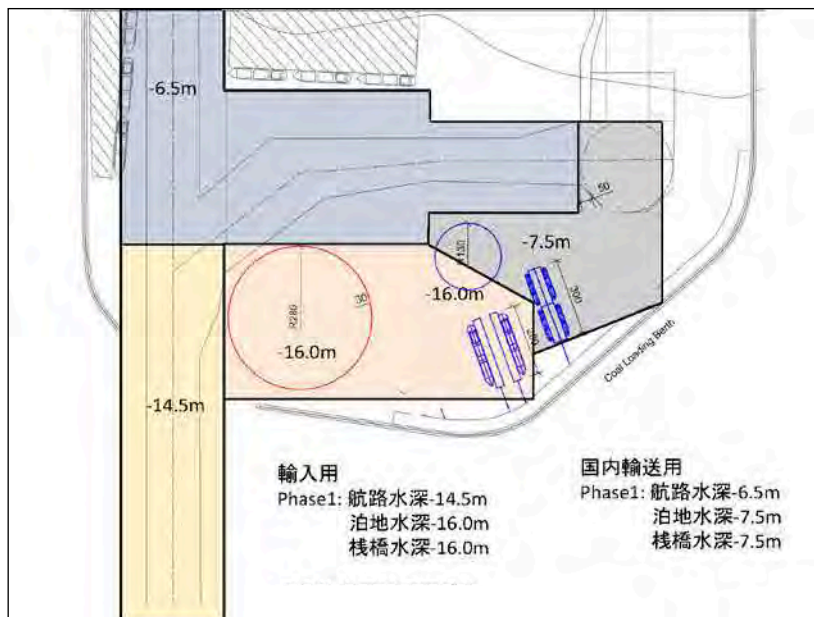 -6.5m
50
R130
-7.5m
-16.0m
300
30
R280
-16.0m
-14.5m
Coal Loading Berth
輸入用
Phase1: 航路水深-14.5m
泊地水深-16.0m
桟橋水深-16.0m
国内輸送用
Phase1: 航路水深-6.5m
泊地水深-7.5m
桟橋水深-7.5m